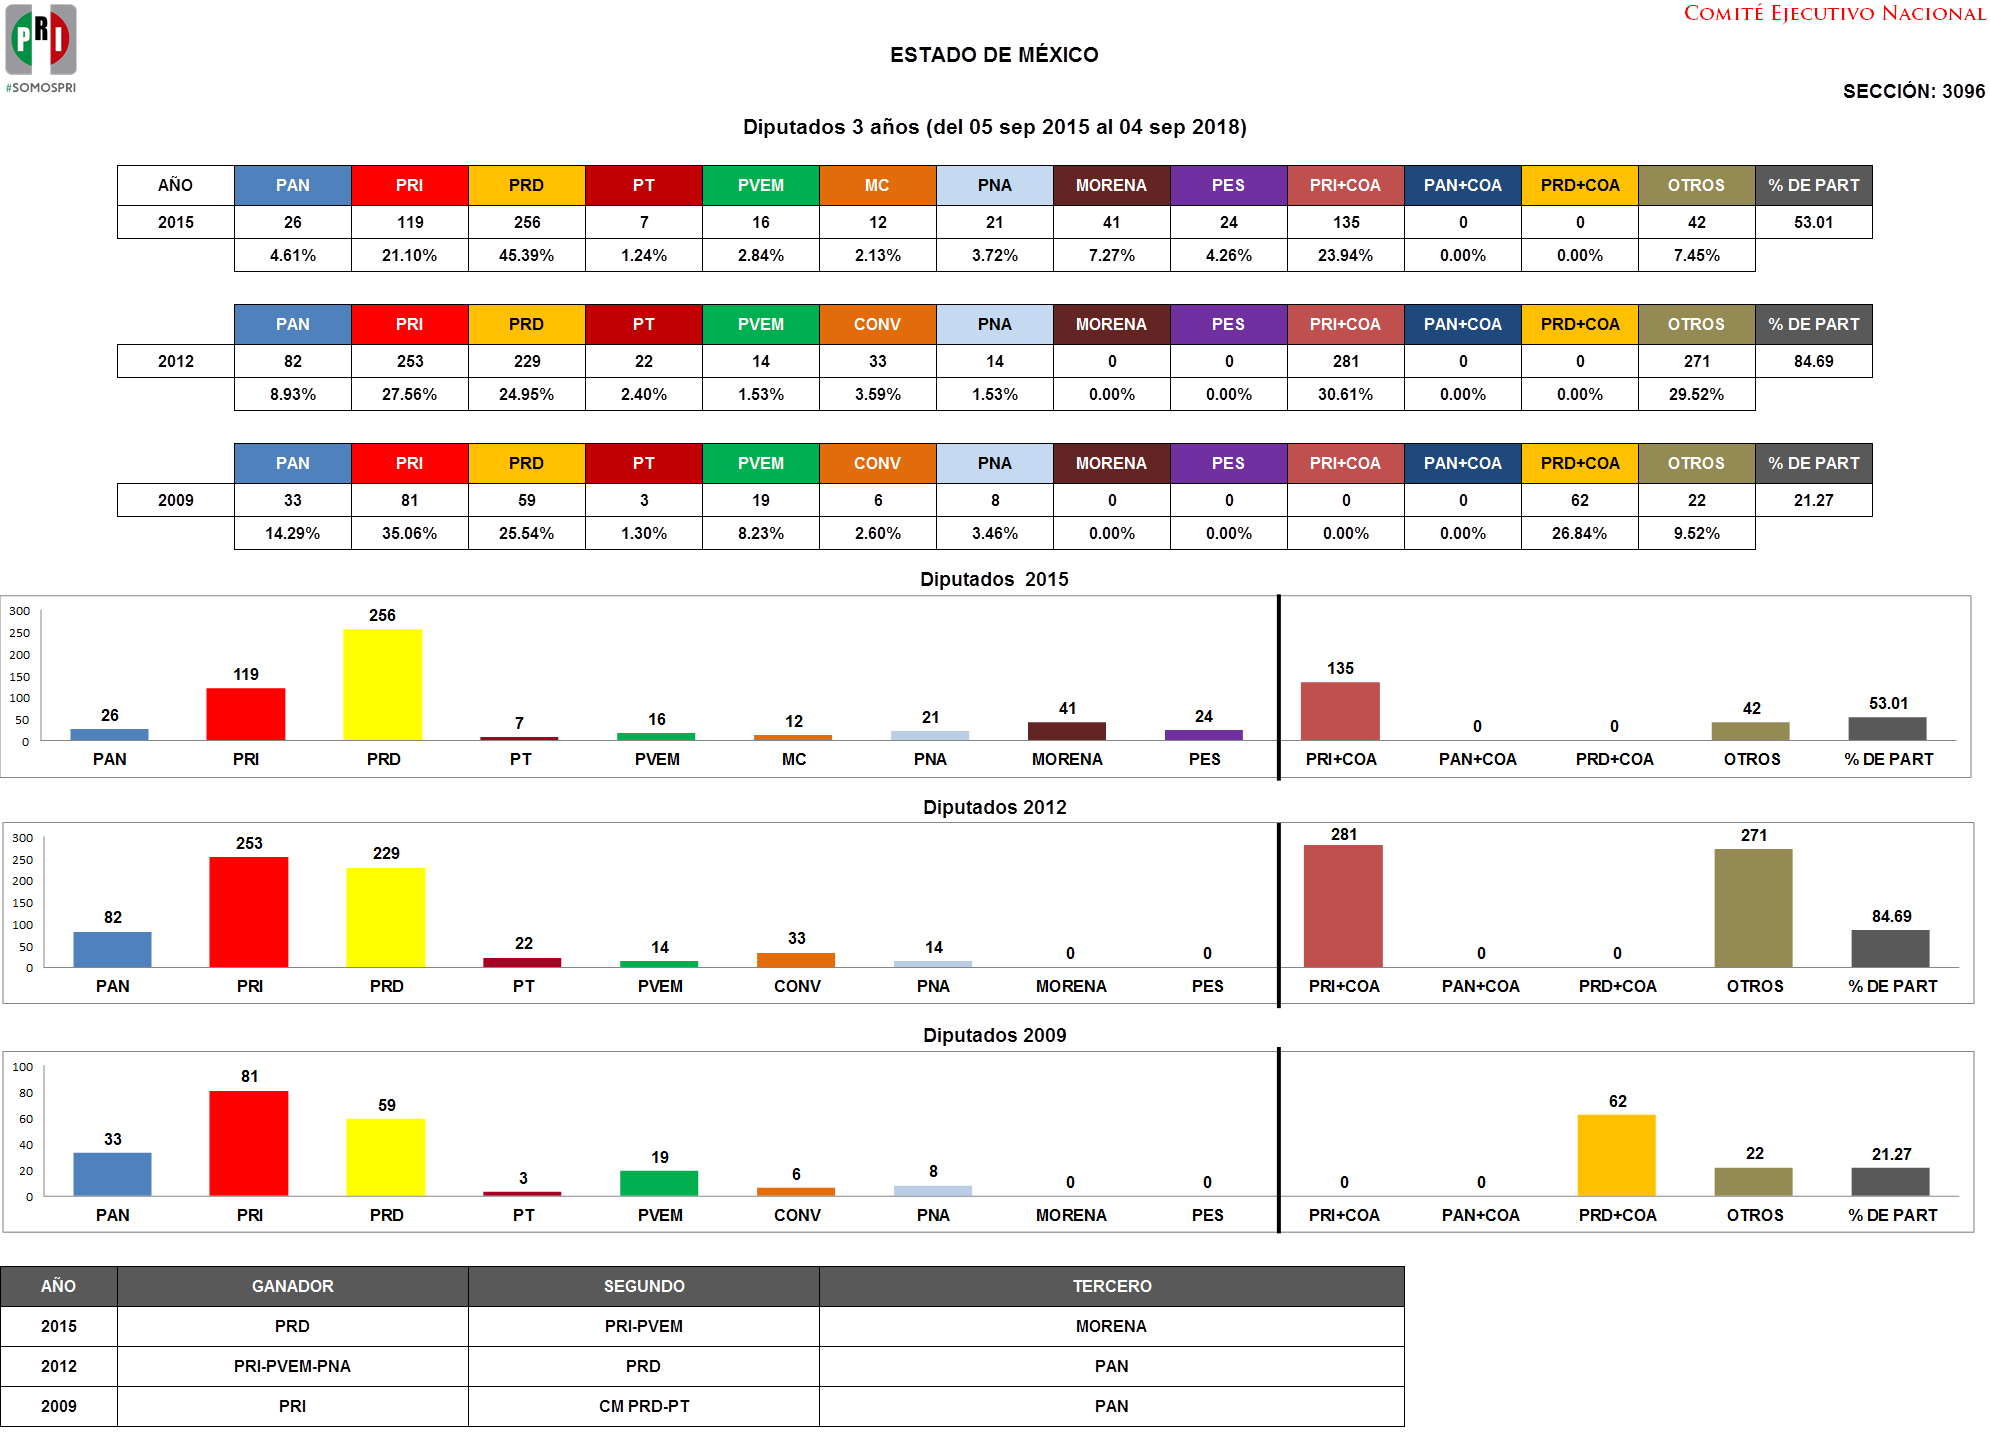 PRI
#SOMOSPRI
COMITÉ EJECUTIVO NACIONAL
ESTADO DE MÉXICO
SECCIÓN: 3096
Diputados 3 años (del 05 sep 2015 al 04 sep 2018)
AÑO PAN PRI PRD PT PVEM MC PNA MORENA PES PRI+COA PAN+COA PRD+COA OTROS % DE PART
2015 26 119 256 7 16 12 21 41 24 135 0 0 42 53.01
4.61% 21.10% 45.39% 1.24% 2.84% 2.13% 3.72% 7.27% 4.26% 23.94% 0.00% 0.00% 7.45%
PAN PRI PRD PT PVEM CONV PNA MORENA PES PRI+COA PAN+COA PRD+COA OTROS % DE PART
2012 82 253 229 22 14 33 14 0 0 281 0 0 271 84.69
8.93% 27.56% 24.95% 2.40% 1.53% 3.59% 1.53% 0.00% 0.00% 30.61% 0.00% 0.00% 29.52%
PAN PRI PRD PT PVEM CONV PNA MORENA PES PRI+COA PAN+COA PRD+COA OTROS % DE PART
2009 33 81 59 3 19 6 8 0 0 0 0 62 22 21.27
14.29% 35.06% 25.54% 1.30% 8.23% 2.60% 3.46% 0.00% 0.00% 0.00% 0.00% 26.84% 9.52%
Diputados 2015
300
250
200
150
100
50
0
26 119 256 7 16 12 21 41 24 135 0 0 42 53.01
PAN PRI PRD PT PVEM MC PNA MORENA PES PRI+COA PAN+COA PRD+COA OTROS % DE PART
Diputados 2012
300
250
200
150
100
50
0
82 253 229 22 14 33 14 0 0 281 0 0 271 84.69
PAN PRI PRD PT PVEM CONV PNA MORENA PES PRI+COA PAN+COA PRD+COA OTROS % DE PART
Diputados 2009
100
80
60
40
20
0
33 81 59 3 19 6 8 0 0 0 0 62 22 21.27
PAN PRI PRD PT PVEM CONV PNA MORENA PES PRI+COA PAN+COA PRD+COA OTROS % DE PART
AÑO GANADOR SEGUNDO TERCERO
2015 PRD PRI-PVEM MORENA
2012 PRI-PVEM-PNA PRD PAN
2009 PRI CM PRD-PT PAN